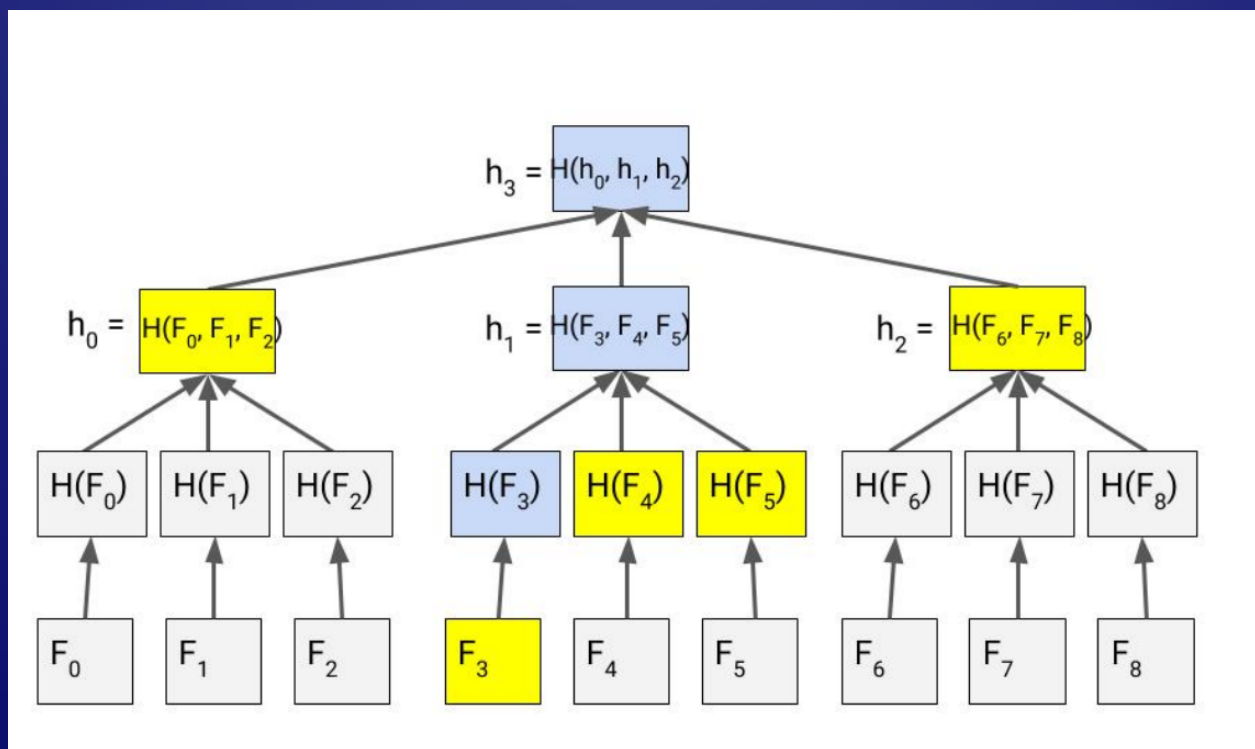 h₃ = H(h₀, h₁, h₂)
h₀ = H(F₀, F₁, F₂) h₁ = H(F₃, F₄, F₅) h₂ = H(F₆, F₇, F₈)
H(F₀) H(F₁) H(F₂) H(F₃) H(F₄) H(F₅) H(F₆) H(F₇) H(F₈)
F₀ F₁ F₂ F₃ F₄ F₅ F₆ F₇ F₈